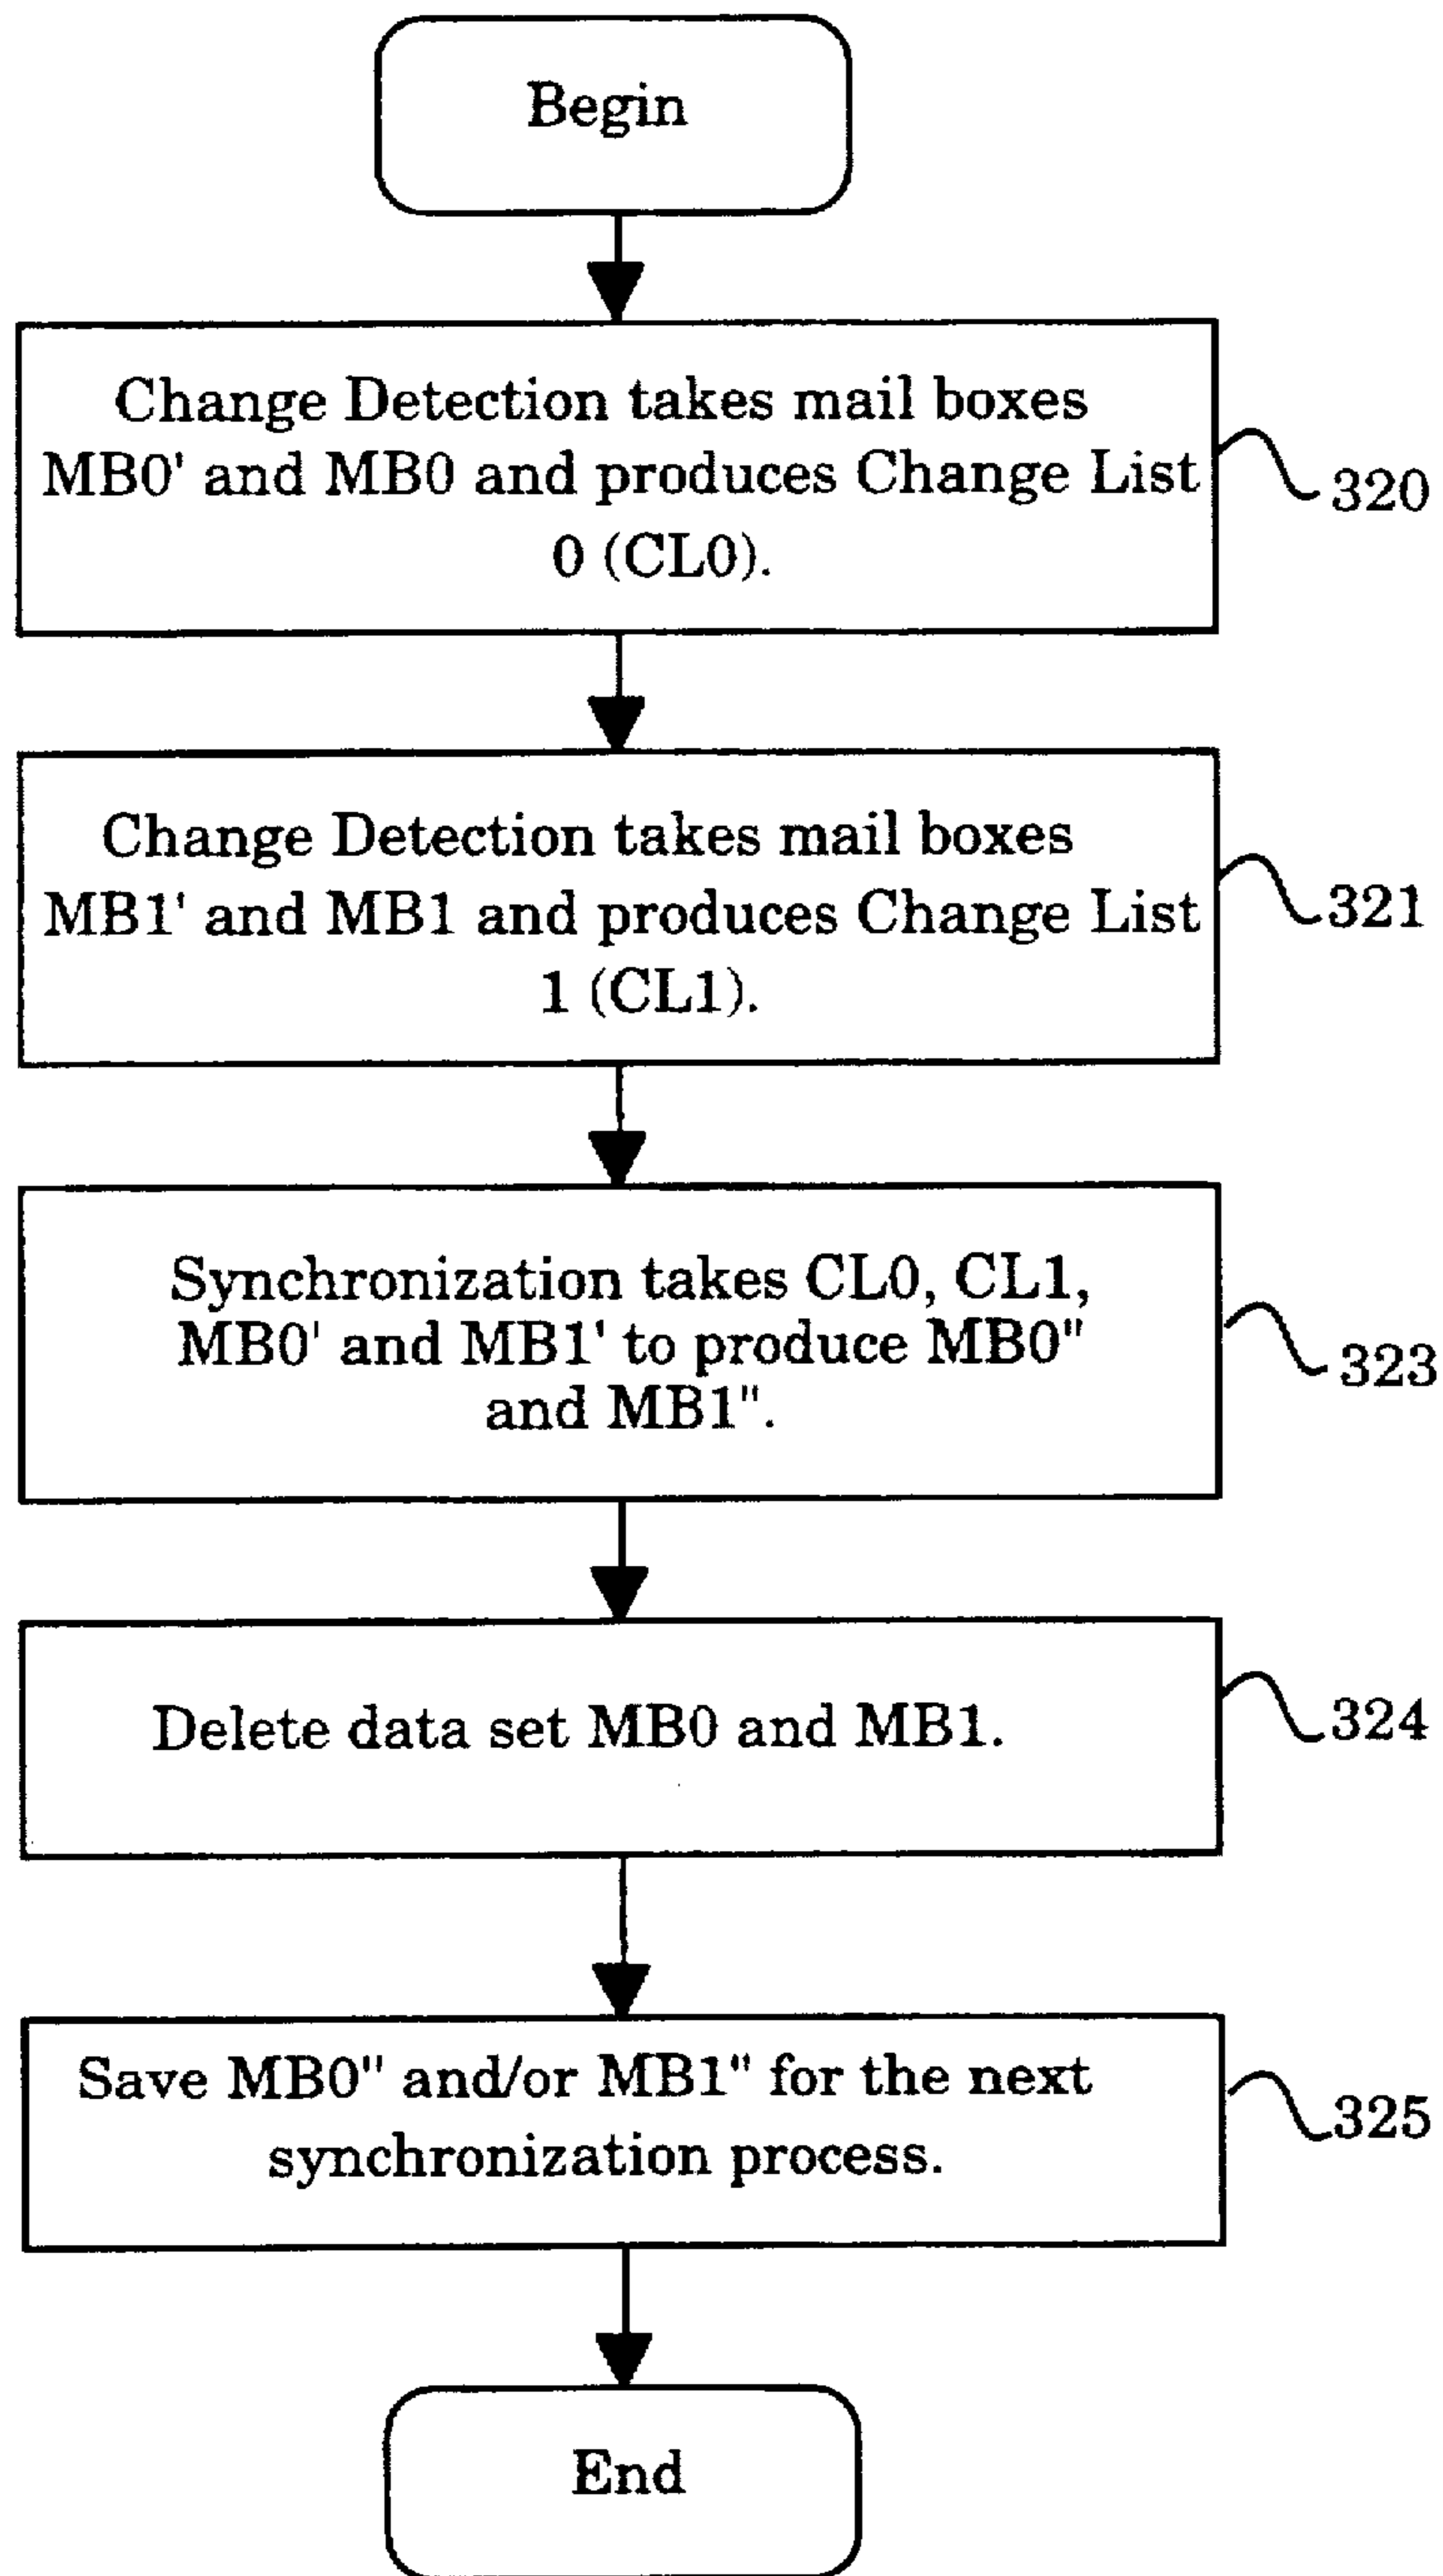 Begin
Change Detection takes mail boxes
MB0' and MB0 and produces Change List
0 (CL0).
320
Change Detection takes mail boxes
MB1' and MB1 and produces Change List
1 (CL1).
321
Synchronization takes CL0, CL1,
MB0' and MB1' to produce MB0"
and MB1".
323
Delete data set MB0 and MB1.
324
Save MB0" and/or MB1" for the next
synchronization process.
325
End